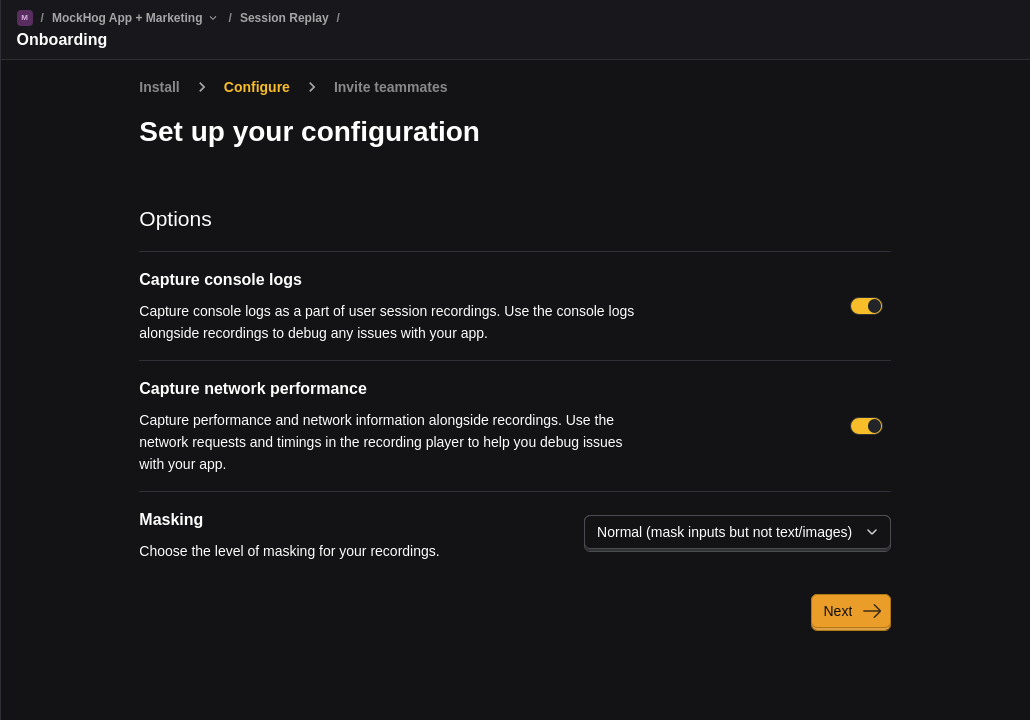 M / MockHog App + Marketing / Session Replay /
Onboarding
Install Configure Invite teammates
Set up your configuration
Options
Capture console logs
Capture console logs as a part of user session recordings. Use the console logs
alongside recordings to debug any issues with your app.
Capture network performance
Capture performance and network information alongside recordings. Use the
network requests and timings in the recording player to help you debug issues
with your app.
Masking
Normal (mask inputs but not text/images)
Choose the level of masking for your recordings.
Next